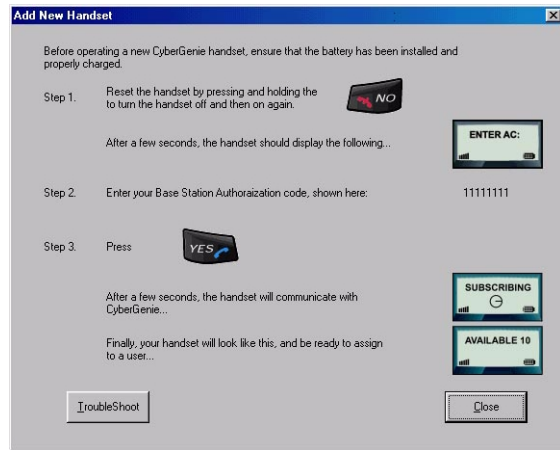 Add New Handset
Before operating a new CyberGenie handset, ensure that the battery has been installed and
properly charged.
Step 1.
Reset the handset by pressing and holding the
to turn the handset off and then on again.
NO
After a few seconds, the handset should display the following...
ENTER AC:
Step 2.
Enter your Base Station Authoraization code, shown here:
11111111
Step 3.
Press
YES
After a few seconds, the handset will communicate with
CyberGenie...
SUBSCRIBING
Finally, your handset will look like this, and be ready to assign
to a user...
AVAILABLE 10
TroubleShoot
Close